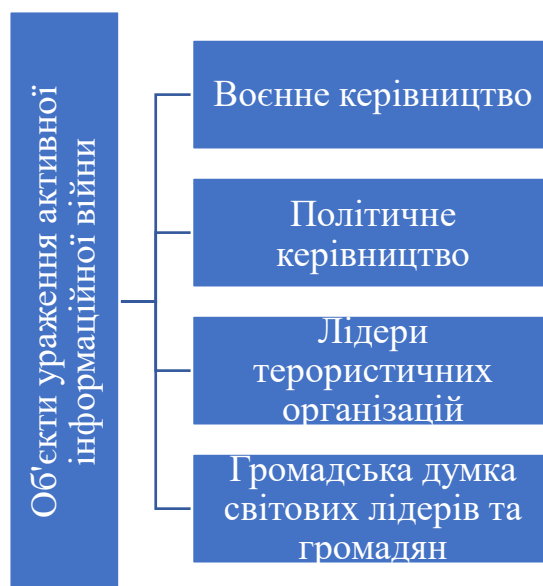 Об'єкти ураження активної
інформаційної війни
Воєнне керівництво
Політичне
керівництво
Лідери
терористичних
організацій
Громадська думка
світових лідерів та
громадян